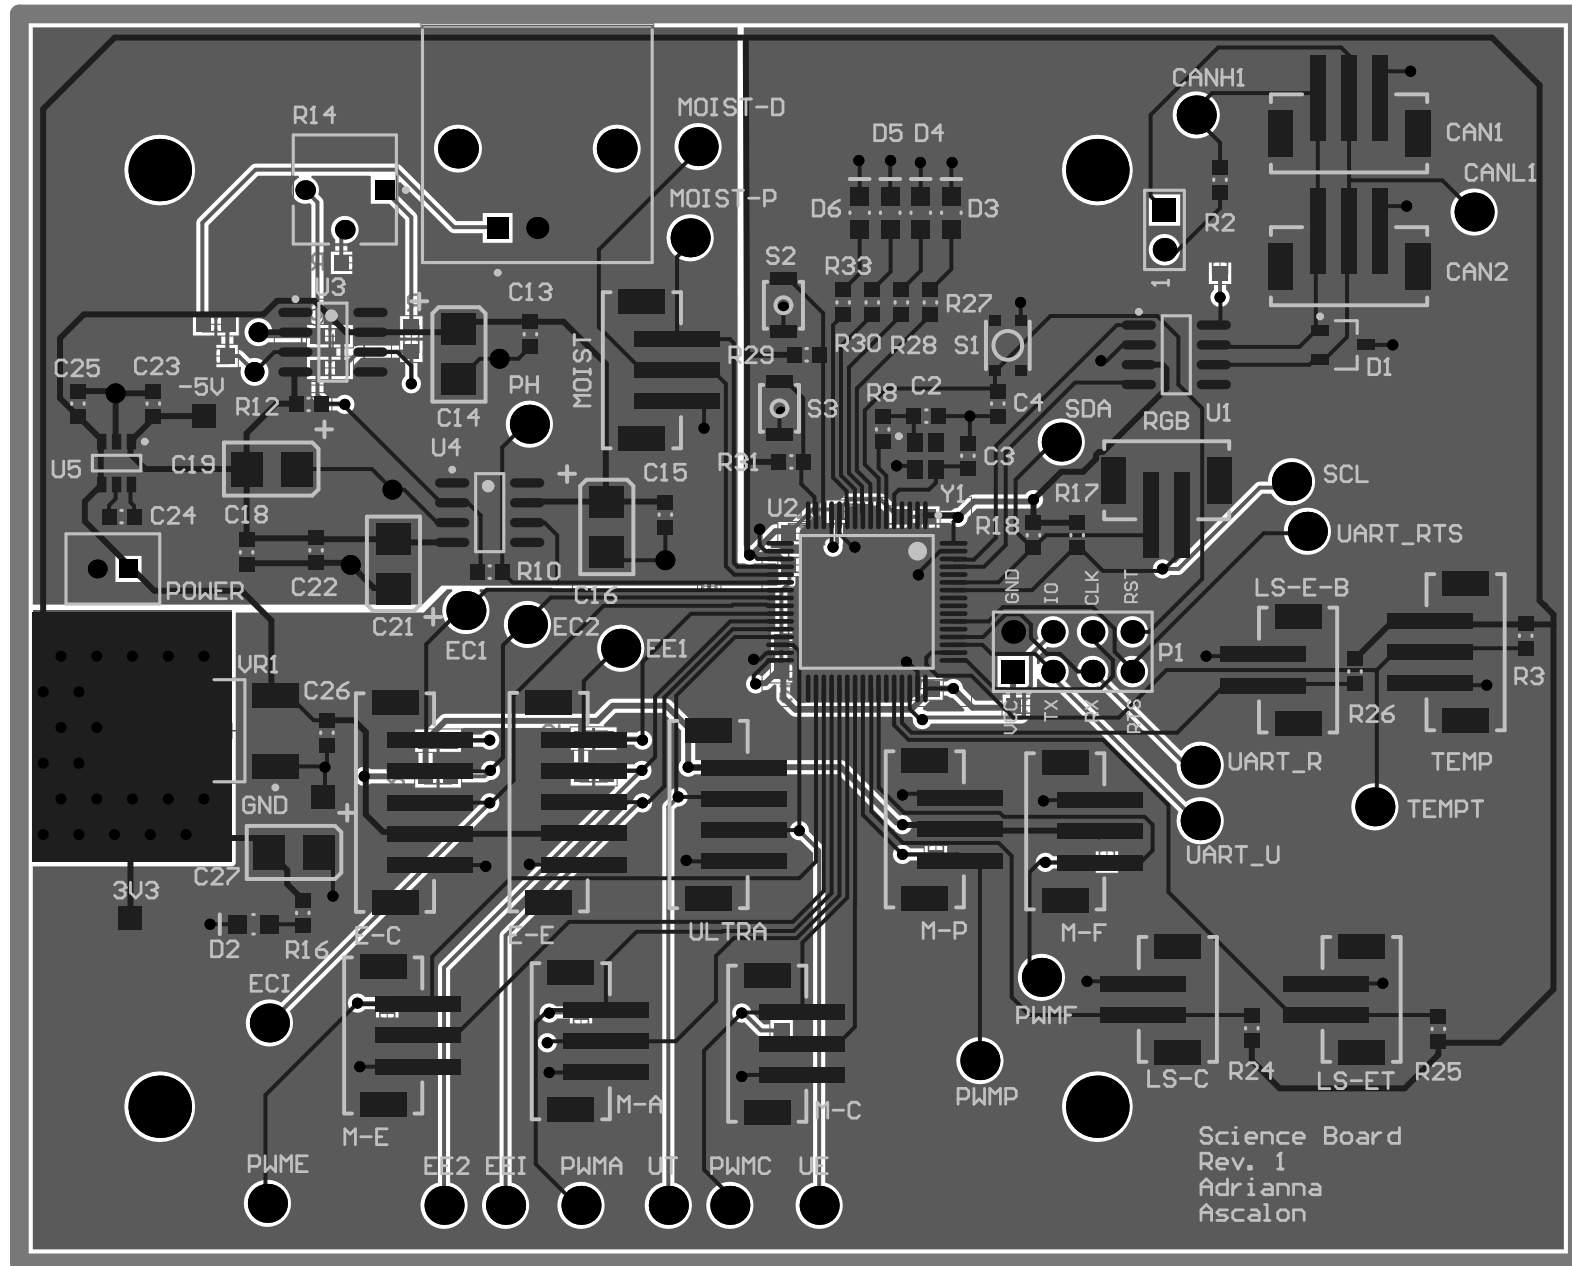 CANH1
R14
MOIST-D
D5 D4
CAN1
CANL1
MOIST-P
D6
D3
R2
S2
R33
CAN2
1
U3
C13
R27
R29
R30
R28
S1
D1
C25
C23
-5V
PH
MOIST
R8
C2
R12
C14
S3
C4
SDA
RGB
U1
U5
C19
U4
C15
R31
C3
SCL
C18
C24
U2
Y1
R17
R18
UART_RTS
POWER
C22
R10
C16
GND
IO
CLK
RST
LS-E-B
TEMP
C21
EC1
EC2
EE1
P1
VR1
C26
R3
VCC
TX
RX
RTS
R26
GND
UART_R
TEMPT
C27
3V3
UART_U
D2
R16
E-C
E-E
ULTRA
M-P
M-F
ECI
PWMF
PWMP
LS-C
R24
LS-ET
R25
M-E
M-A
M-C
PWME
EE2
EEI
PWMA
UT
PWMC
UE
Science Board
Rev. 1
Adrianna
Ascalon